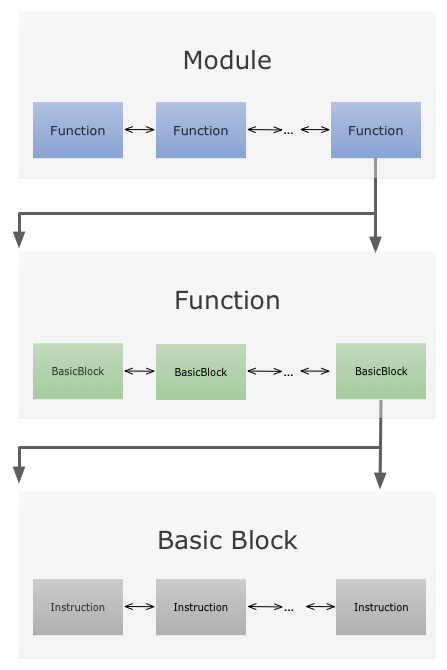 Module
Function Function ... Function
Function
BasicBlock BasicBlock ... BasicBlock
Basic Block
Instruction Instruction ... Instruction